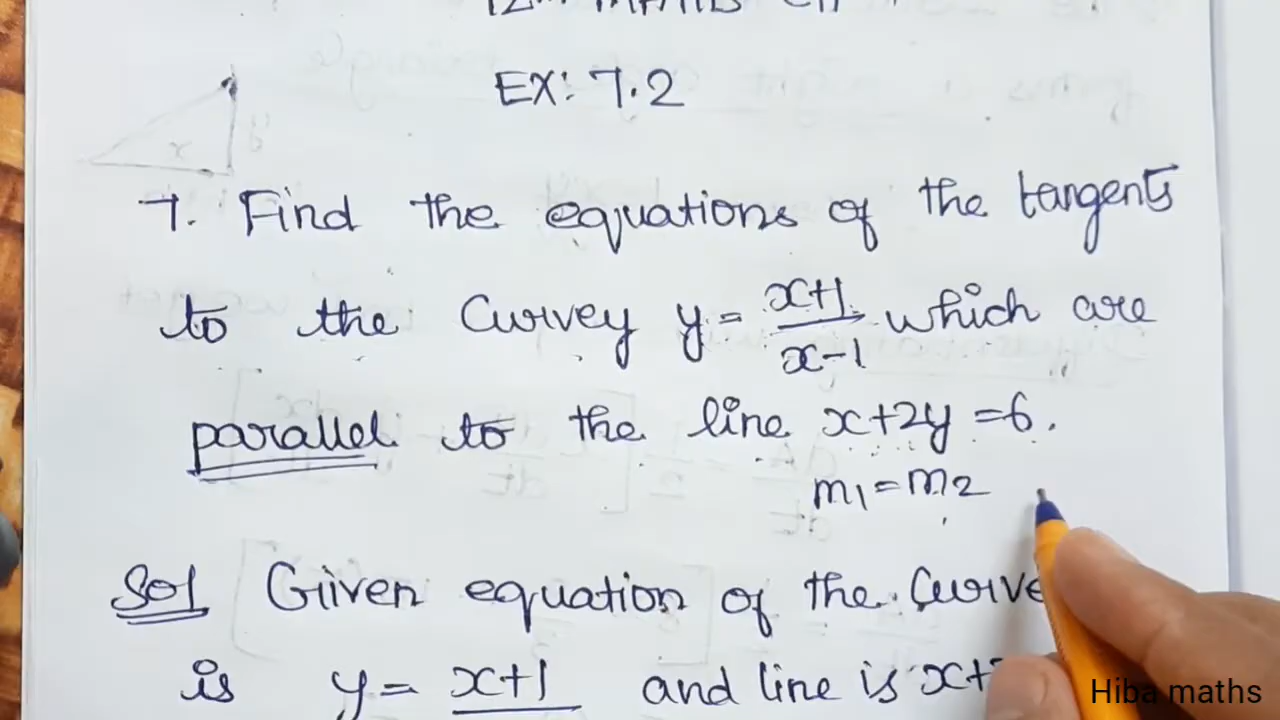 EX: 7.2
7. Find the equations of the tangents
to the Curvey y = x+1/x-1 which are
parallel to the line x+2y =6.
m1=m2
Sol Given equation of the Curve
is y= x+1 and line is x+
Hiba maths